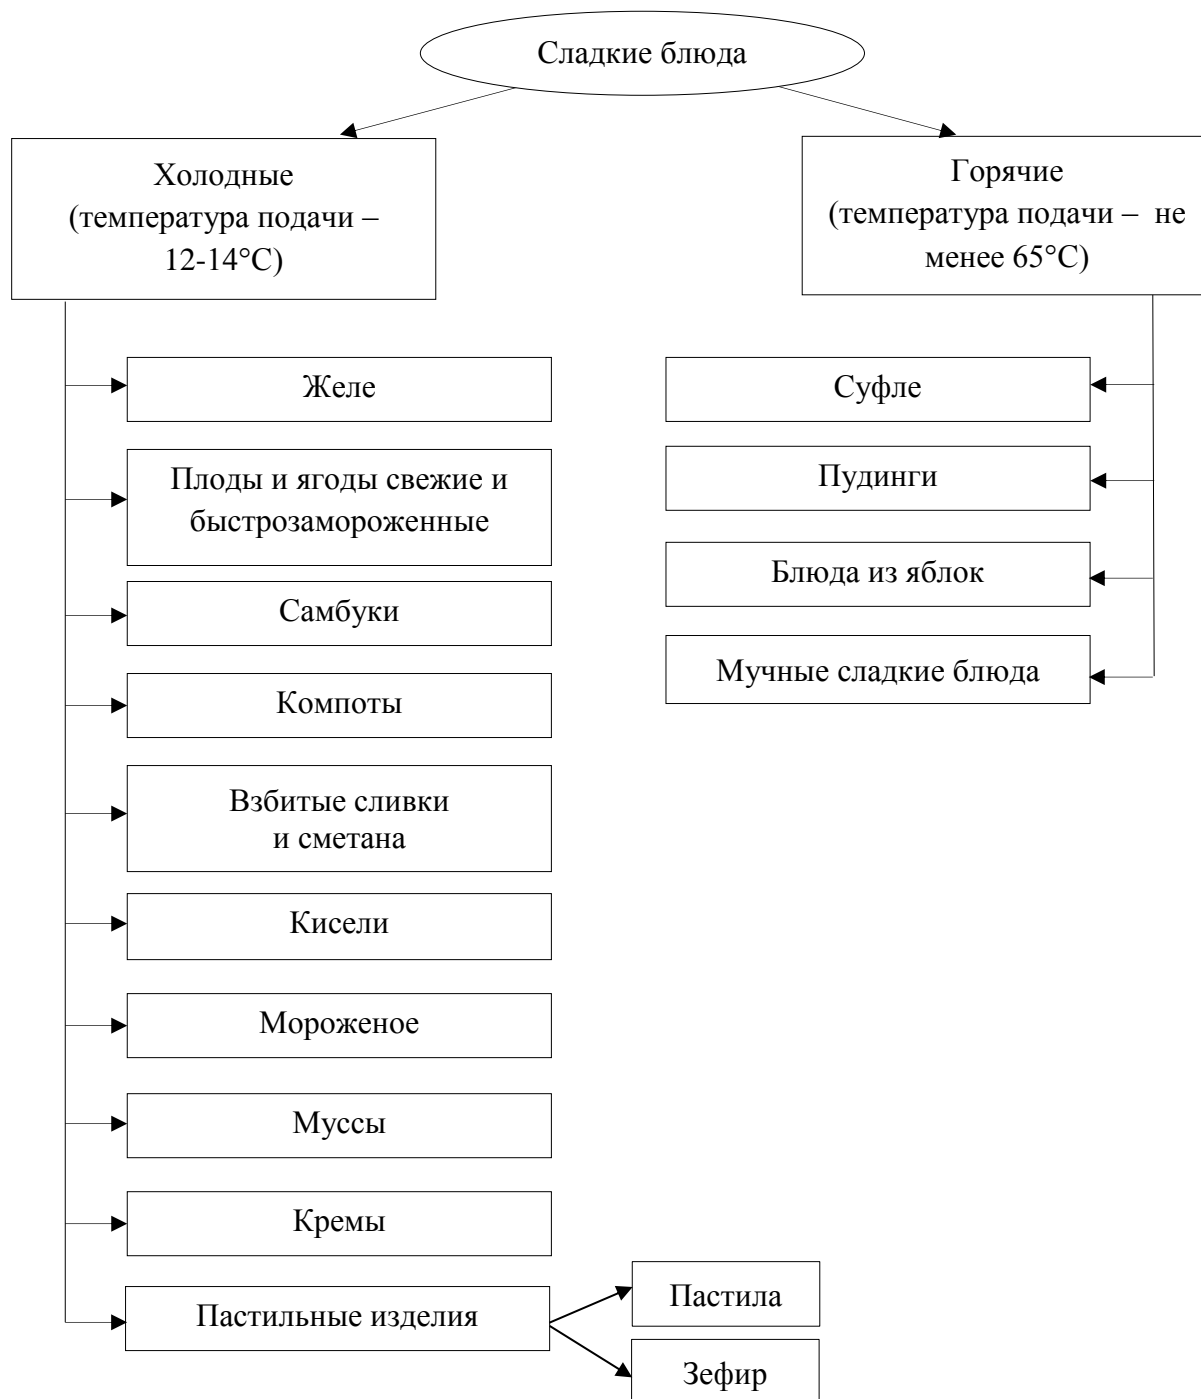 Сладкие блюда
Холодные
(температура подачи –
12-14°С)
Горячие
(температура подачи –  не
менее 65°С)
Желе
Плоды и ягоды свежие и
быстрозамороженные
Самбуки
Компоты
Взбитые сливки
и сметана
Кисели
Мороженое
Муссы
Кремы
Пастильные изделия
Пастила
Зефир
Суфле
Пудинги
Блюда из яблок
Мучные сладкие блюда